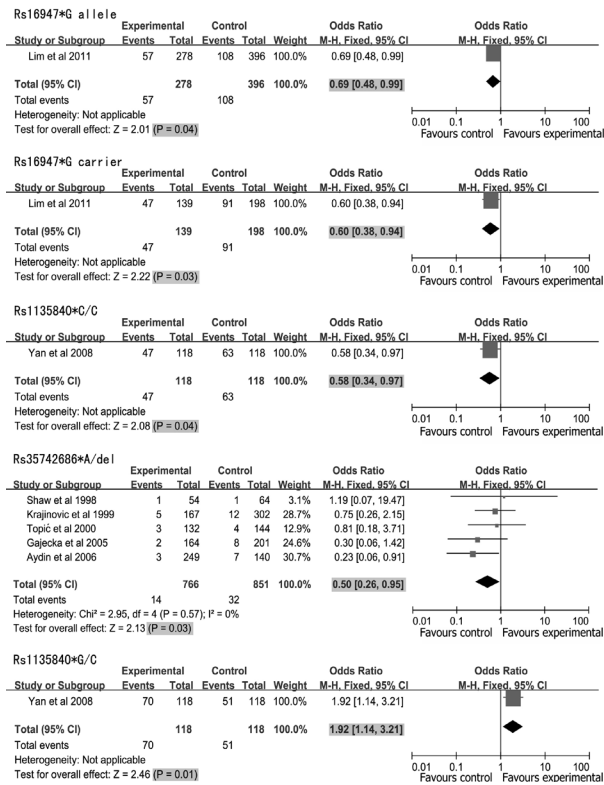 Rs16947*G allele
Experimental Control Odds Ratio Odds Ratio
Study or Subgroup Events Total Events Total Weight M-H, Fixed, 95% CI M-H, Fixed, 95% CI
Lim et al 2011 57 278 108 396 100.0% 0.69 [0.48, 0.99]
Total (95% CI) 278 396 100.0% 0.69 [0.48, 0.99]
Total events 57 108
Heterogeneity: Not applicable
Test for overall effect: Z = 2.01 (P = 0.04)
0.01 0.1 1 10 100
Favours control Favours experimental
Rs16947*G carrier
Experimental Control Odds Ratio Odds Ratio
Study or Subgroup Events Total Events Total Weight M-H, Fixed, 95% CI M-H, Fixed, 95% CI
Lim et al 2011 47 139 91 198 100.0% 0.60 [0.38, 0.94]
Total (95% CI) 139 198 100.0% 0.60 [0.38, 0.94]
Total events 47 91
Heterogeneity: Not applicable
Test for overall effect: Z = 2.22 (P = 0.03)
0.01 0.1 1 10 100
Favours control Favours experimental
Rs1135840*C/C
Experimental Control Odds Ratio Odds Ratio
Study or Subgroup Events Total Events Total Weight M-H, Fixed, 95% CI M-H, Fixed, 95% CI
Yan et al 2008 47 118 63 118 100.0% 0.58 [0.34, 0.97]
Total (95% CI) 118 118 100.0% 0.58 [0.34, 0.97]
Total events 47 63
Heterogeneity: Not applicable
Test for overall effect: Z = 2.08 (P = 0.04)
0.01 0.1 1 10 100
Favours control Favours experimental
Rs35742686*A/del
Experimental Control Odds Ratio Odds Ratio
Study or Subgroup Events Total Events Total Weight M-H, Fixed, 95% CI M-H, Fixed, 95% CI
Shaw et al 1998 1 54 1 64 3.1% 1.19 [0.07, 19.47]
Krajinovic et al 1999 5 167 12 302 28.7% 0.75 [0.26, 2.15]
Topić et al 2000 3 132 4 144 12.9% 0.81 [0.18, 3.71]
Gajecka et al 2005 2 164 8 201 24.6% 0.30 [0.06, 1.42]
Aydin et al 2006 3 249 7 140 30.7% 0.23 [0.06, 0.91]
Total (95% CI) 766 851 100.0% 0.50 [0.26, 0.95]
Total events 14 32
Heterogeneity: Chi² = 2.95, df = 4 (P = 0.57); I² = 0%
Test for overall effect: Z = 2.13 (P = 0.03)
0.01 0.1 1 10 100
Favours control Favours experimental
Rs1135840*G/C
Experimental Control Odds Ratio Odds Ratio
Study or Subgroup Events Total Events Total Weight M-H, Fixed, 95% CI M-H, Fixed, 95% CI
Yan et al 2008 70 118 51 118 100.0% 1.92 [1.14, 3.21]
Total (95% CI) 118 118 100.0% 1.92 [1.14, 3.21]
Total events 70 51
Heterogeneity: Not applicable
Test for overall effect: Z = 2.46 (P = 0.01)
0.01 0.1 1 10 100
Favours control Favours experimental